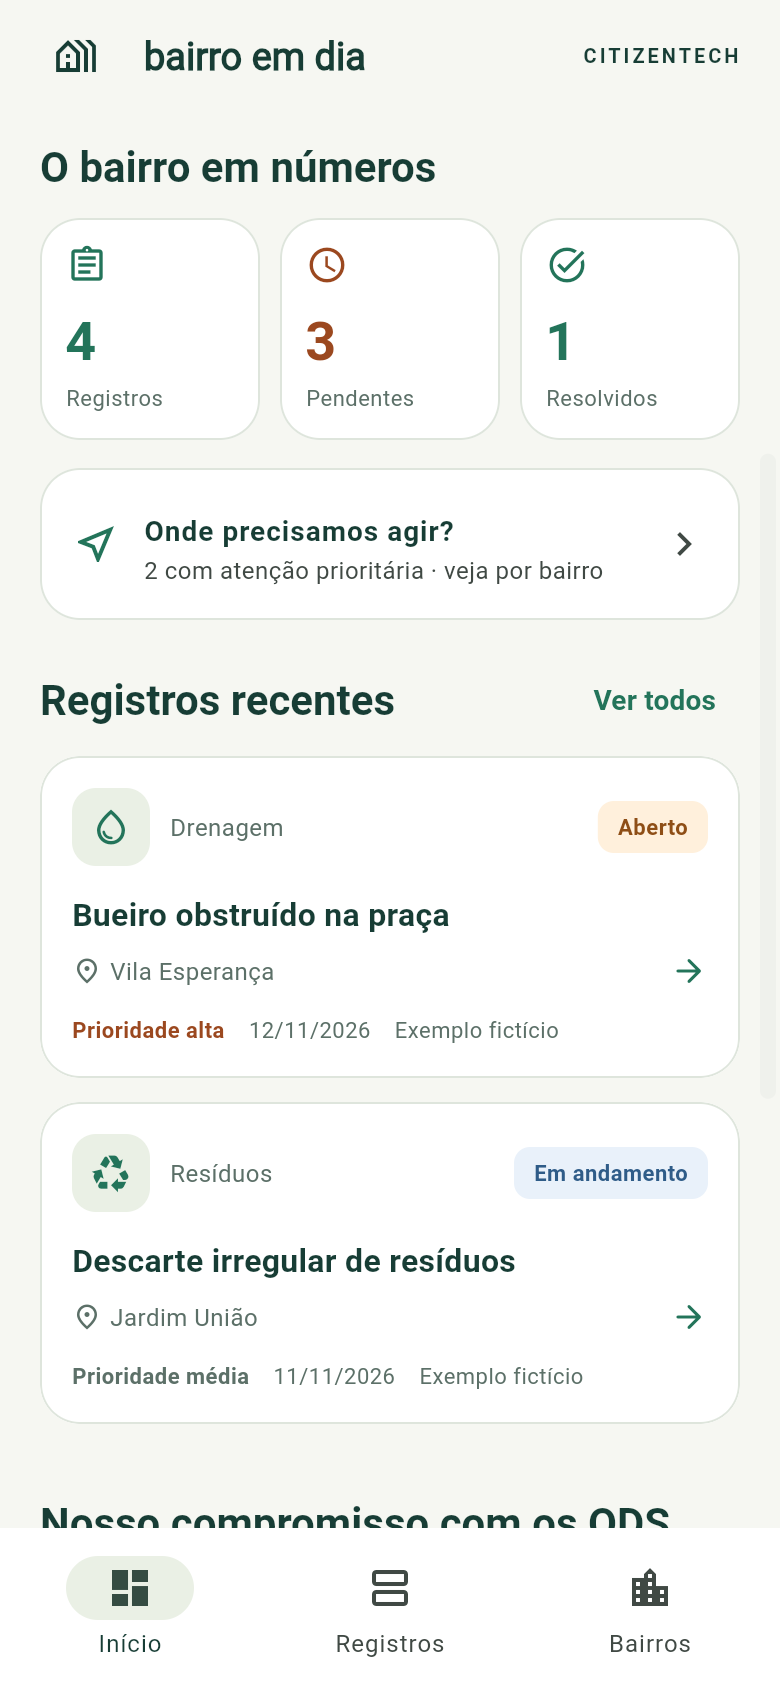 bairro em dia
CITIZENTECH
O bairro em números
4
Registros
3
Pendentes
1
Resolvidos
Onde precisamos agir?
2 com atenção prioritária · veja por bairro
Registros recentes
Ver todos
Drenagem
Aberto
Bueiro obstruído na praça
Vila Esperança
Prioridade alta 12/11/2026 Exemplo fictício
Resíduos
Em andamento
Descarte irregular de resíduos
Jardim União
Prioridade média 11/11/2026 Exemplo fictício
Nosso compromisso com os ODS
Início
Registros
Bairros